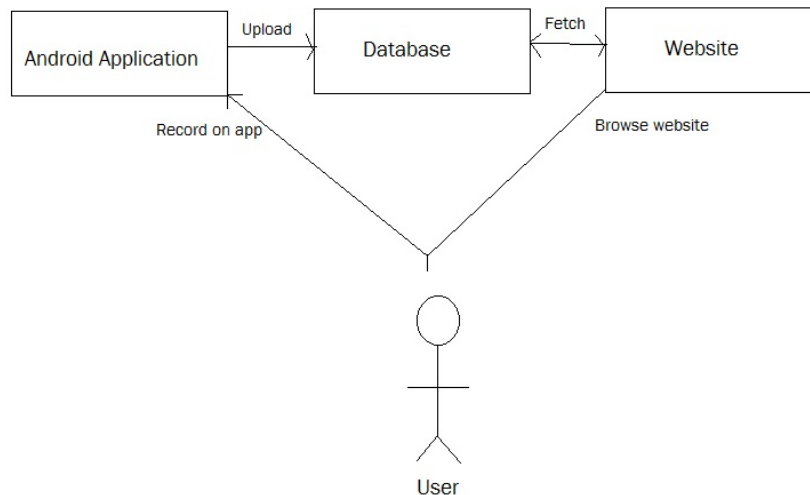 Upload
Fetch
Android Application
Database
Website
Record on app
Browse website
User